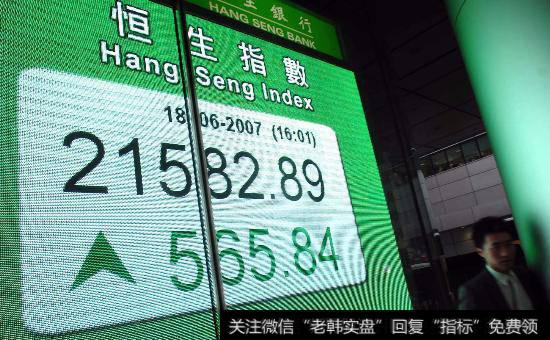 生銀行
HANG SENG BANK
恒生指數
Hang Seng Index
18-06-2007 (16:01)
21582.89
565.84
关注微信“老韩实盘”回复“指标”免费领